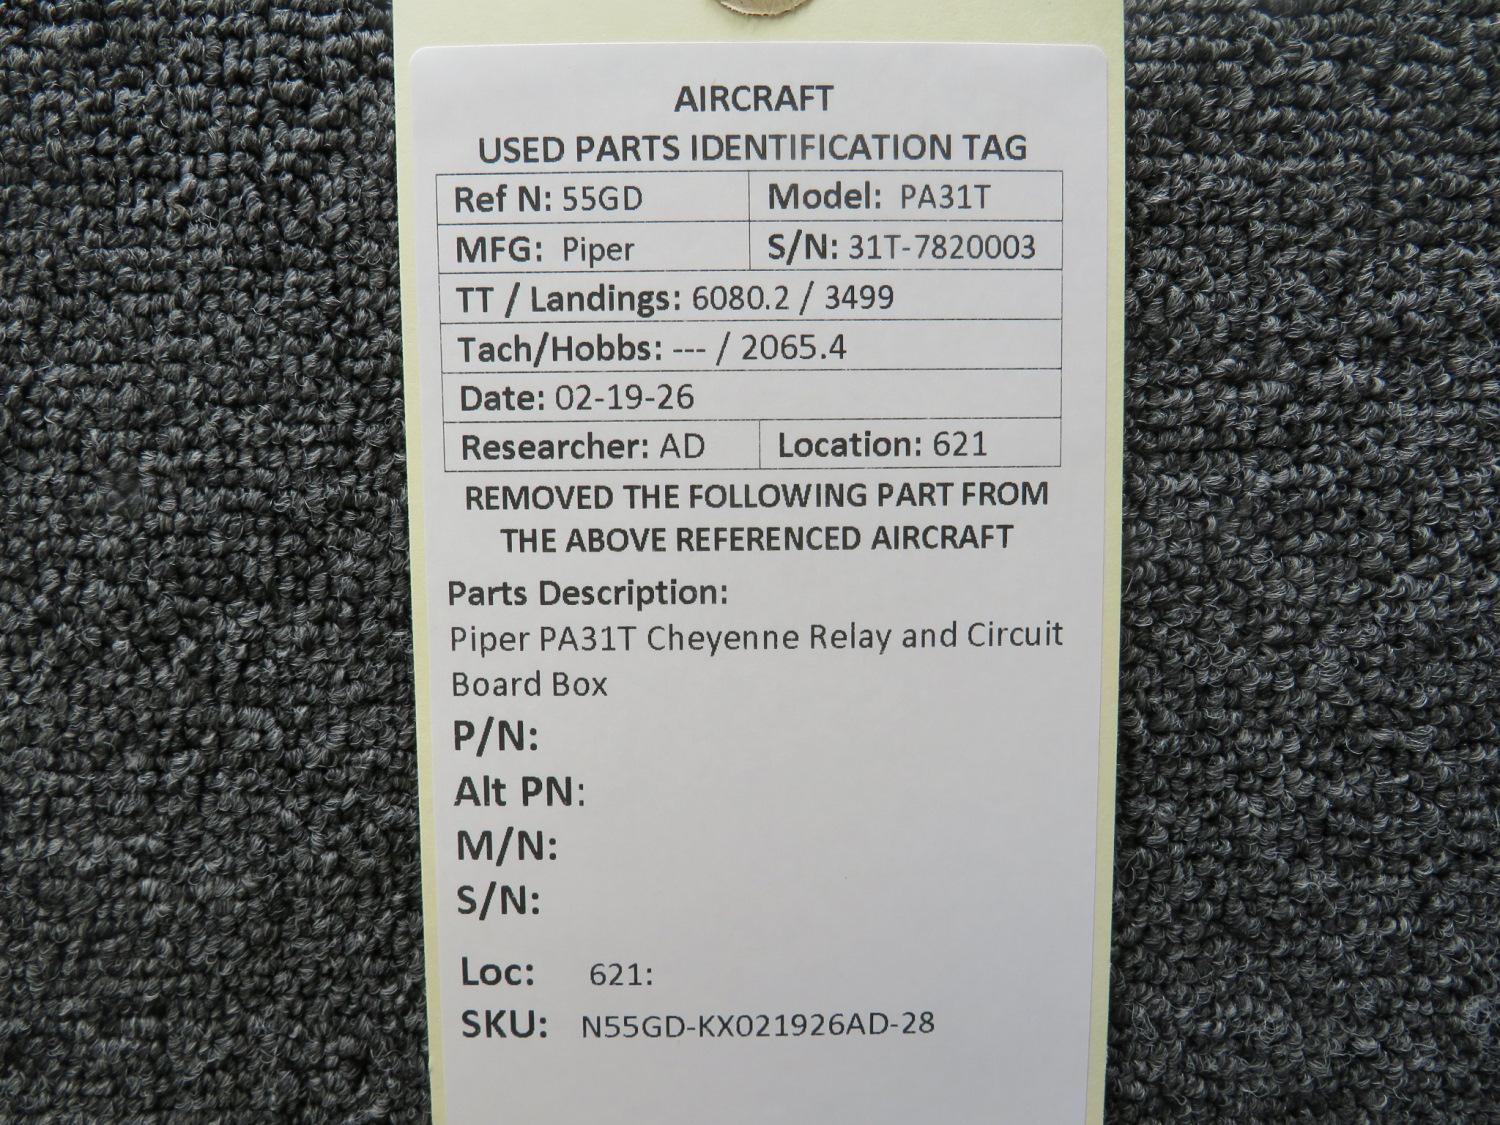 AIRCRAFT
USED PARTS IDENTIFICATION TAG
Ref N: 55GD Model: PA31T
MFG: Piper S/N: 31T-7820003
TT / Landings: 6080.2 / 3499
Tach/Hobbs: --- / 2065.4
Date: 02-19-26
Researcher: AD Location: 621
REMOVED THE FOLLOWING PART FROM
THE ABOVE REFERENCED AIRCRAFT
Parts Description:
Piper PA31T Cheyenne Relay and Circuit
Board Box
P/N:
Alt PN:
M/N:
S/N:
Loc: 621:
SKU: N55GD-KX021926AD-28